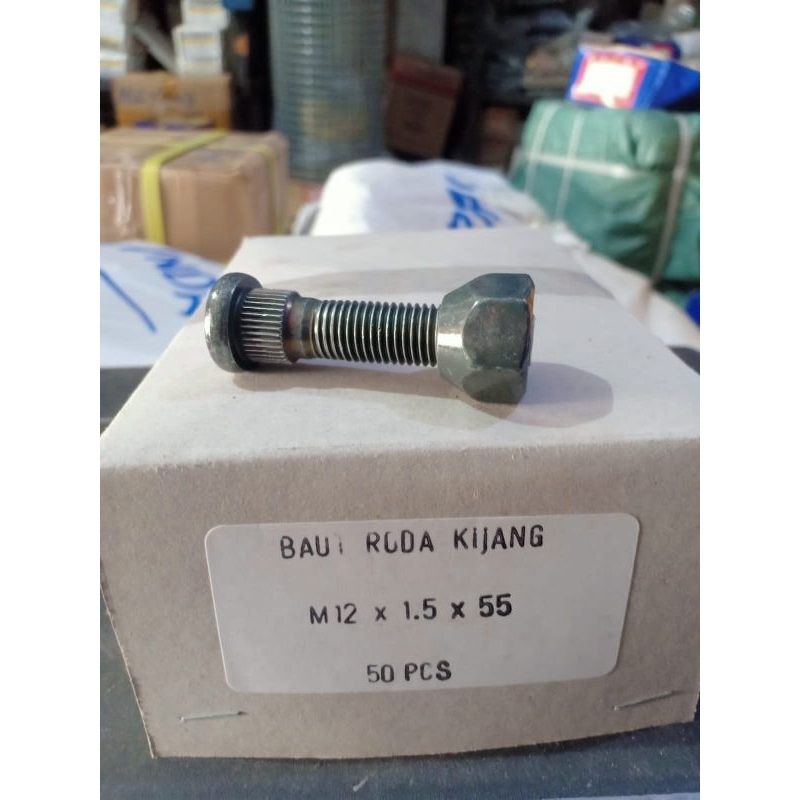 BAUT RODA KIJANG
M12 x 1.5 x 55
50 PCS